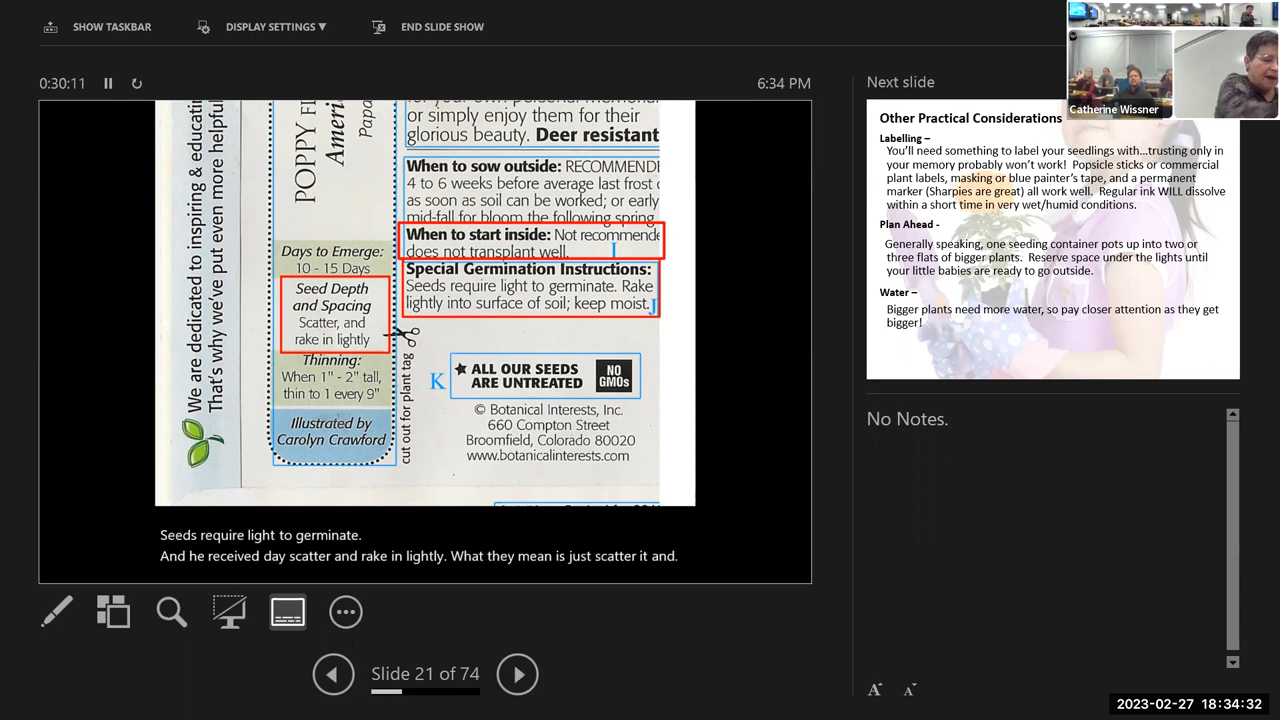 SHOW TASKBAR
DISPLAY SETTINGS ▼
END SLIDE SHOW
0:30:11
6:34 PM
We are dedicated to inspiring & educatin
That's why we've put even more helpful
POPPY
Ameri
Papa
for your own personal
or simply enjoy them for their
glorious beauty. Deer resistant
When to sow outside: RECOMMENDE
4 to 6 weeks before average last frost
as soon as soil can be worked; or early
mid-fall for bloom the following spring
When to start inside: Not recommende
does not transplant well.
I
Special Germination Instructions:
Seeds require light to germinate. Rake
lightly into surface of soil; keep moist.
J
Days to Emerge:
10 - 15 Days
Seed Depth
and Spacing
Scatter, and
rake in lightly
Thinning:
When 1" - 2" tall,
thin to 1 every 9"
Illustrated by
Carolyn Crawford
cut out for plant tag
K
ALL OUR SEEDS
ARE UNTREATED
NO
GMOs
© Botanical Interests, Inc.
660 Compton Street
Broomfield, Colorado 80020
www.botanicalinterests.com
Seeds require light to germinate.
And he received day scatter and rake in lightly. What they mean is just scatter it and.
Slide 21 of 74
Next slide
Other Practical Considerations
Labelling –
You'll need something to label your seedlings with...trusting only in
your memory probably won't work! Popsicle sticks or commercial
plant labels, masking or blue painter's tape, and a permanent
marker (Sharpies are great) all work well. Regular ink WILL dissolve
within a short time in very wet/humid conditions.
Plan Ahead -
Generally speaking, one seeding container pots up into two or
three flats of bigger plants. Reserve space under the lights until
your little babies are ready to go outside.
Water –
Bigger plants need more water, so pay closer attention as they get
bigger!
No Notes.
A A
Catherine Wissner
2023-02-27 18:34:32